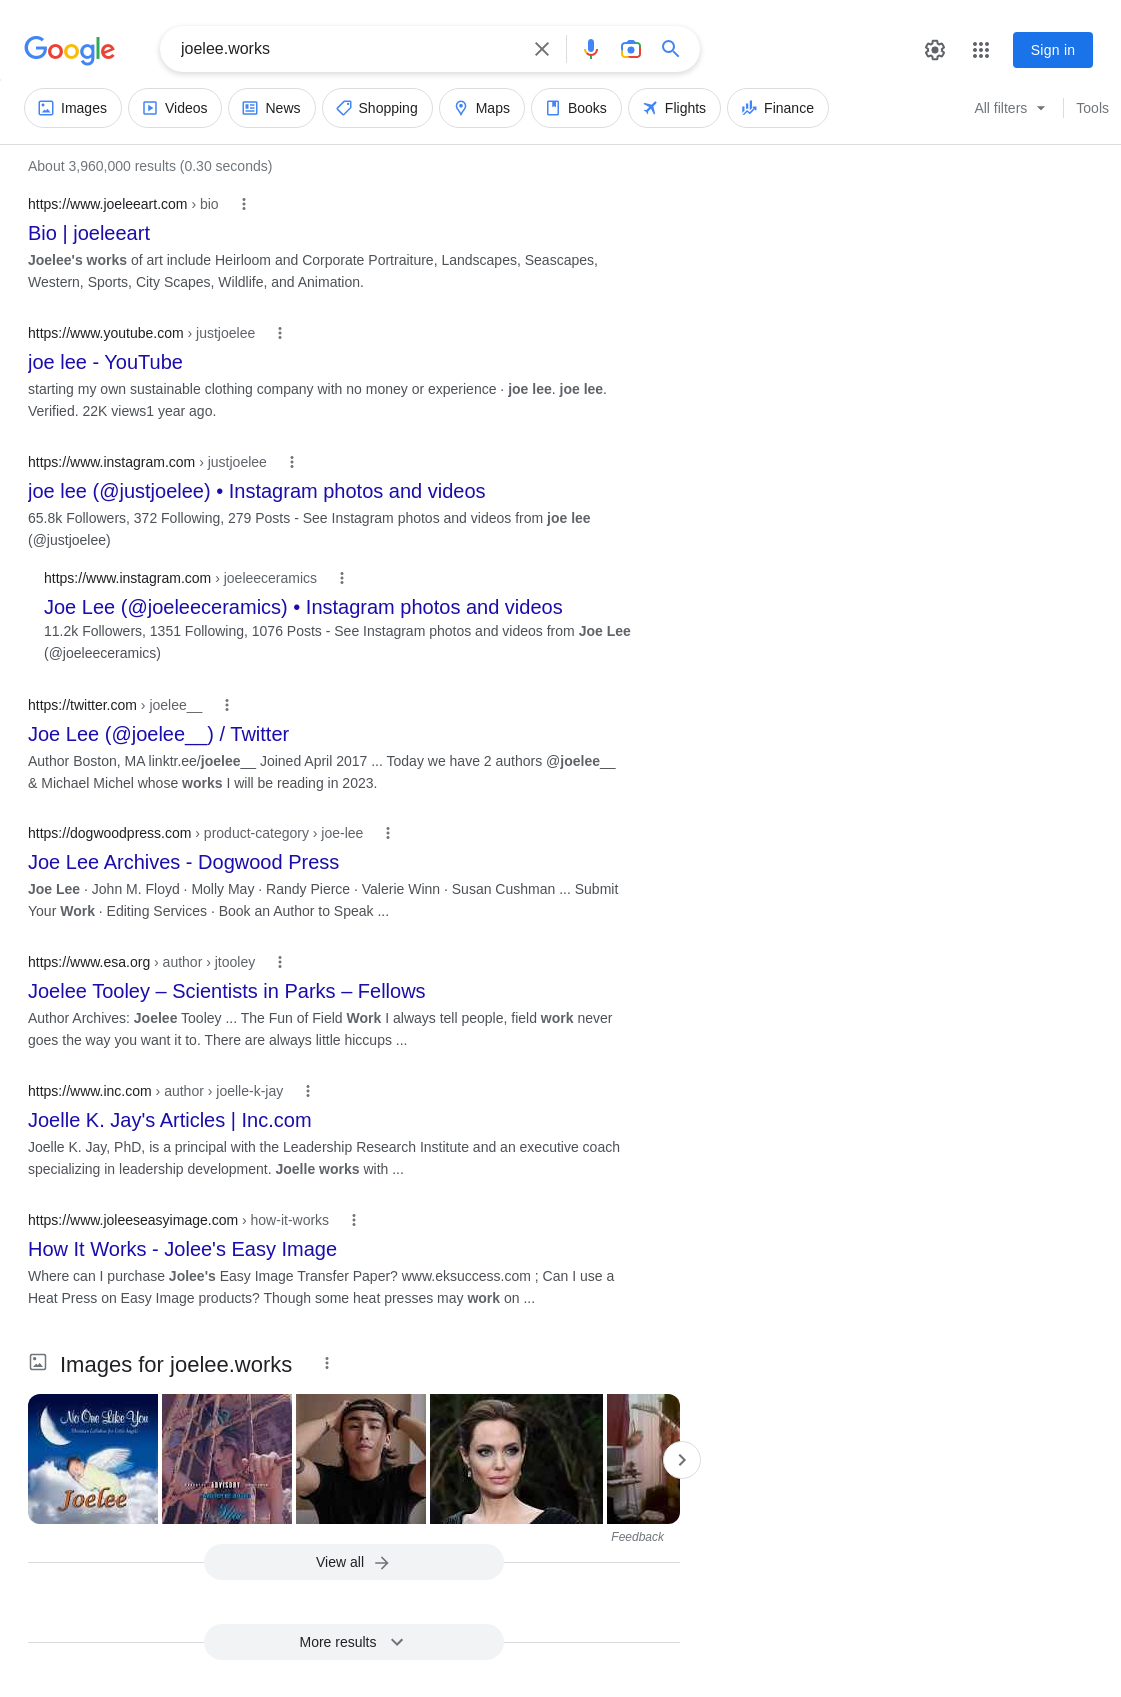 Google
joelee.works
Sign in
Images
Videos
News
Shopping
Maps
Books
Flights
Finance
All filters
Tools
About 3,960,000 results (0.30 seconds)
https://www.joeleeart.com › bio
Bio | joeleeart
Joelee's works of art include Heirloom and Corporate Portraiture, Landscapes, Seascapes,
Western, Sports, City Scapes, Wildlife, and Animation.
https://www.youtube.com › justjoelee
joe lee - YouTube
starting my own sustainable clothing company with no money or experience · joe lee. joe lee.
Verified. 22K views1 year ago.
https://www.instagram.com › justjoelee
joe lee (@justjoelee) • Instagram photos and videos
65.8k Followers, 372 Following, 279 Posts - See Instagram photos and videos from joe lee
(@justjoelee)
https://www.instagram.com › joeleeceramics
Joe Lee (@joeleeceramics) • Instagram photos and videos
11.2k Followers, 1351 Following, 1076 Posts - See Instagram photos and videos from Joe Lee
(@joeleeceramics)
https://twitter.com › joelee__
Joe Lee (@joelee__) / Twitter
Author Boston, MA linktr.ee/joelee__ Joined April 2017 ... Today we have 2 authors @joelee__
& Michael Michel whose works I will be reading in 2023.
https://dogwoodpress.com › product-category › joe-lee
Joe Lee Archives - Dogwood Press
Joe Lee · John M. Floyd · Molly May · Randy Pierce · Valerie Winn · Susan Cushman ... Submit
Your Work · Editing Services · Book an Author to Speak ...
https://www.esa.org › author › jtooley
Joelee Tooley – Scientists in Parks – Fellows
Author Archives: Joelee Tooley ... The Fun of Field Work I always tell people, field work never
goes the way you want it to. There are always little hiccups ...
https://www.inc.com › author › joelle-k-jay
Joelle K. Jay's Articles | Inc.com
Joelle K. Jay, PhD, is a principal with the Leadership Research Institute and an executive coach
specializing in leadership development. Joelle works with ...
https://www.joleeseasyimage.com › how-it-works
How It Works - Jolee's Easy Image
Where can I purchase Jolee's Easy Image Transfer Paper? www.eksuccess.com ; Can I use a
Heat Press on Easy Image products? Though some heat presses may work on ...
Images for joelee.works
No One Like You
Joelee
ADVISORY
Feedback
View all
More results